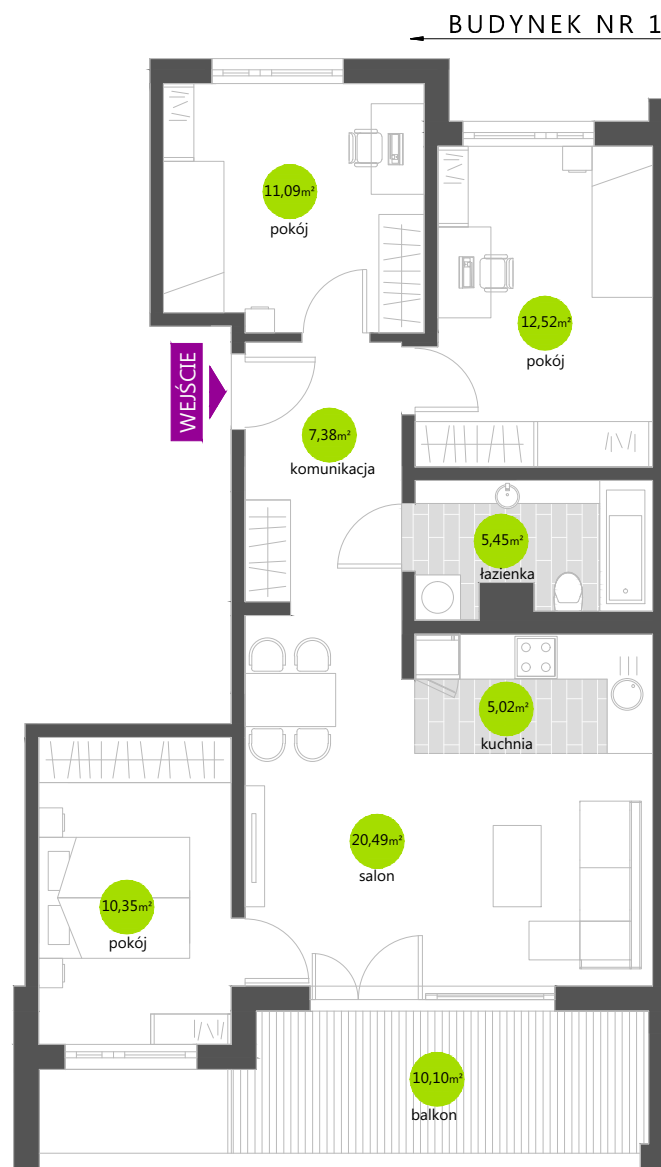 BUDYNEK NR 1
11,09m²
pokój
12,52m²
pokój
WEJŚCIE
7,38m²
komunikacja
5,45m²
łazienka
5,02m²
kuchnia
20,49m²
salon
10,35m²
pokój
10,10m²
balkon